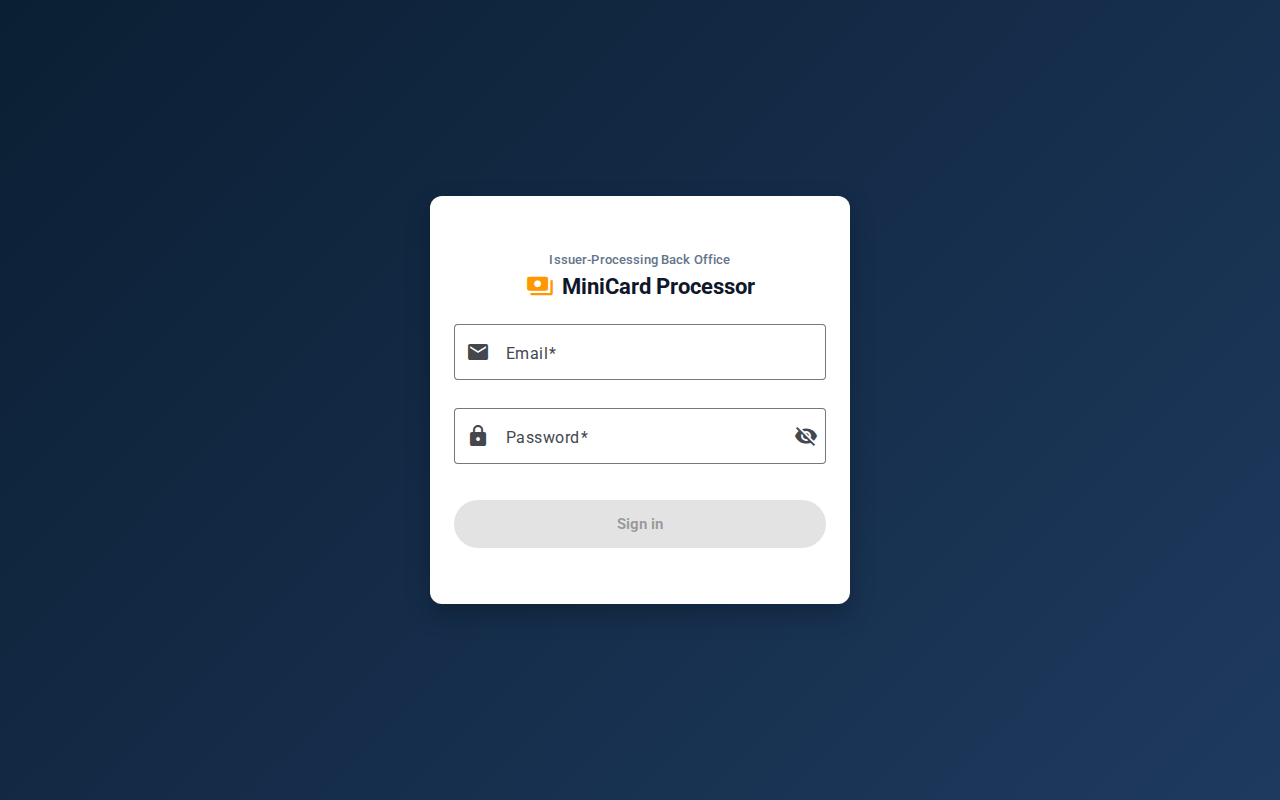 Issuer-Processing Back Office
MiniCard Processor
Email*
Password*
Sign in